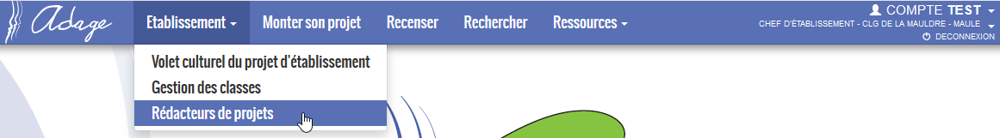 Adage Etablissement Monter son projet Recenser Rechercher Ressources
COMPTE TEST
CHEF D'ÉTABLISSEMENT - CLG DE LA MAULDRE - MAULE
DECONNEXION
Volet culturel du projet d'établissement
Gestion des classes
Rédacteurs de projets